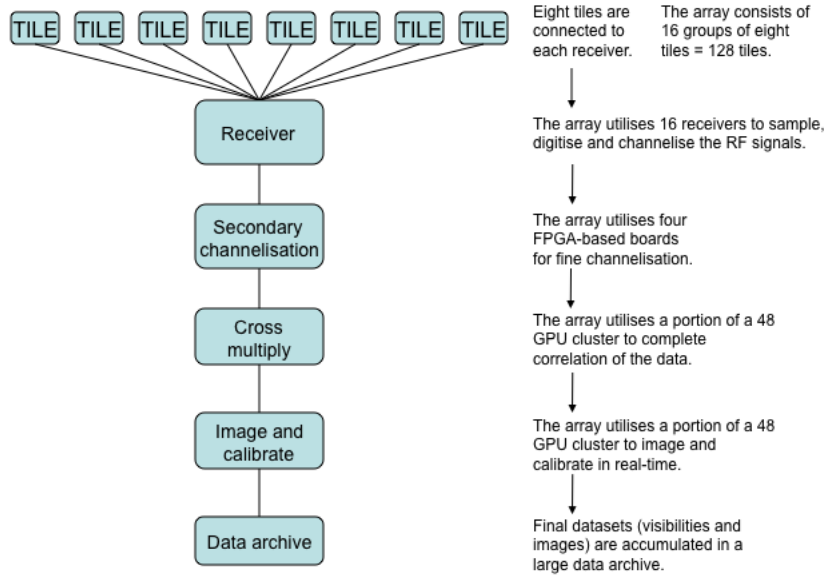 TILE TILE TILE TILE TILE TILE TILE TILE
Eight tiles are
connected to
each receiver.
The array consists of
16 groups of eight
tiles = 128 tiles.
Receiver
The array utilises 16 receivers to sample,
digitise and channelise the RF signals.
Secondary
channelisation
The array utilises four
FPGA-based boards
for fine channelisation.
Cross
multiply
The array utilises a portion of a 48
GPU cluster to complete
correlation of the data.
Image and
calibrate
The array utilises a portion of a 48
GPU cluster to image and
calibrate in real-time.
Data archive
Final datasets (visibilities and
images) are accumulated in a
large data archive.